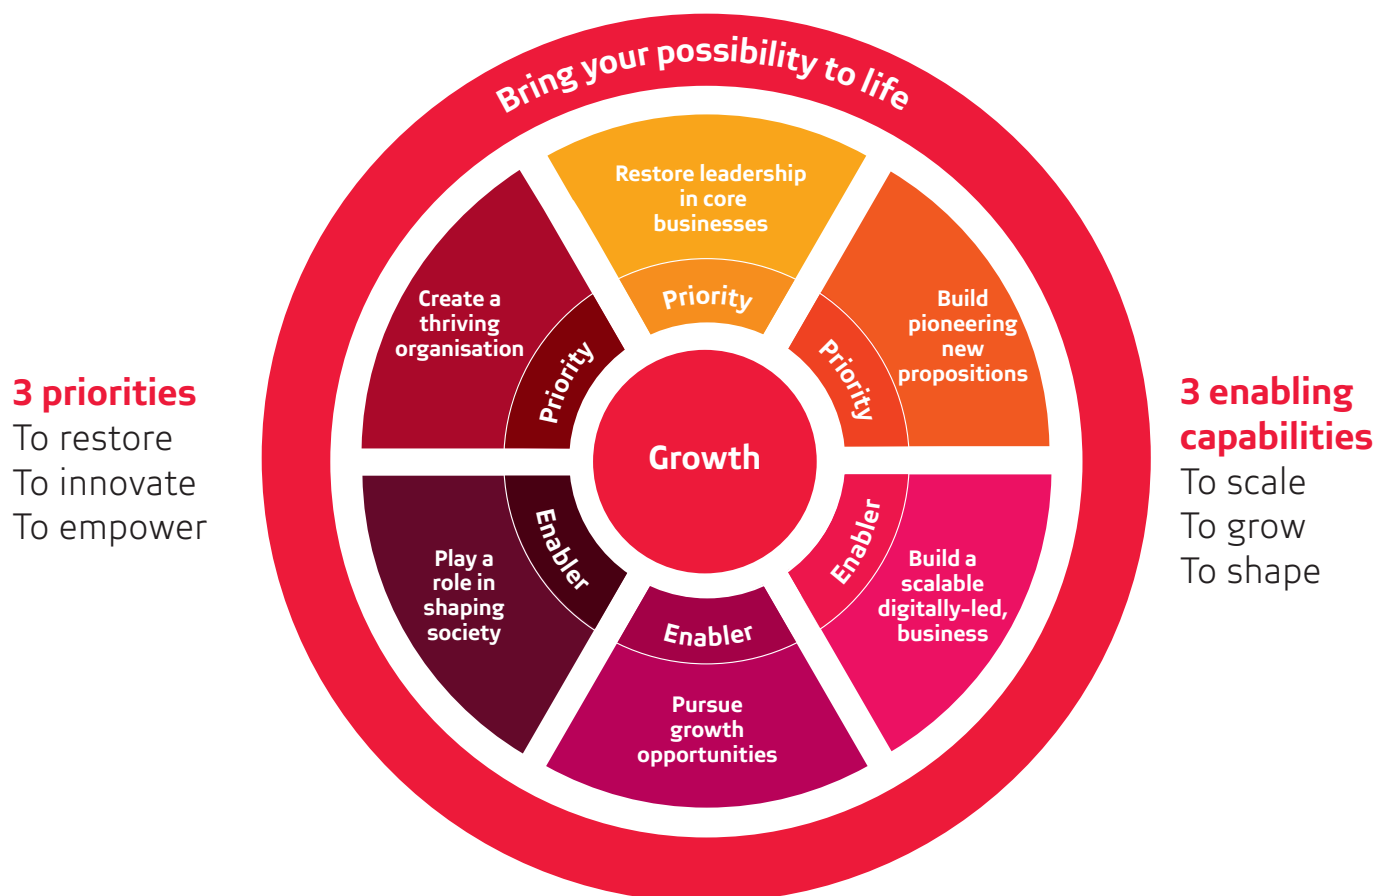 Bring your possibility to life
Restore leadership
in core
businesses
Priority
Build
pioneering
new
propositions
Priority
Create a
thriving
organisation
Priority
Growth
3 priorities
To restore
To innovate
To empower
3 enabling
capabilities
To scale
To grow
To shape
Enabler
Build a
scalable
digitally-led,
business
Enabler
Pursue
growth
opportunities
Enabler
Play a
role in
shaping
society